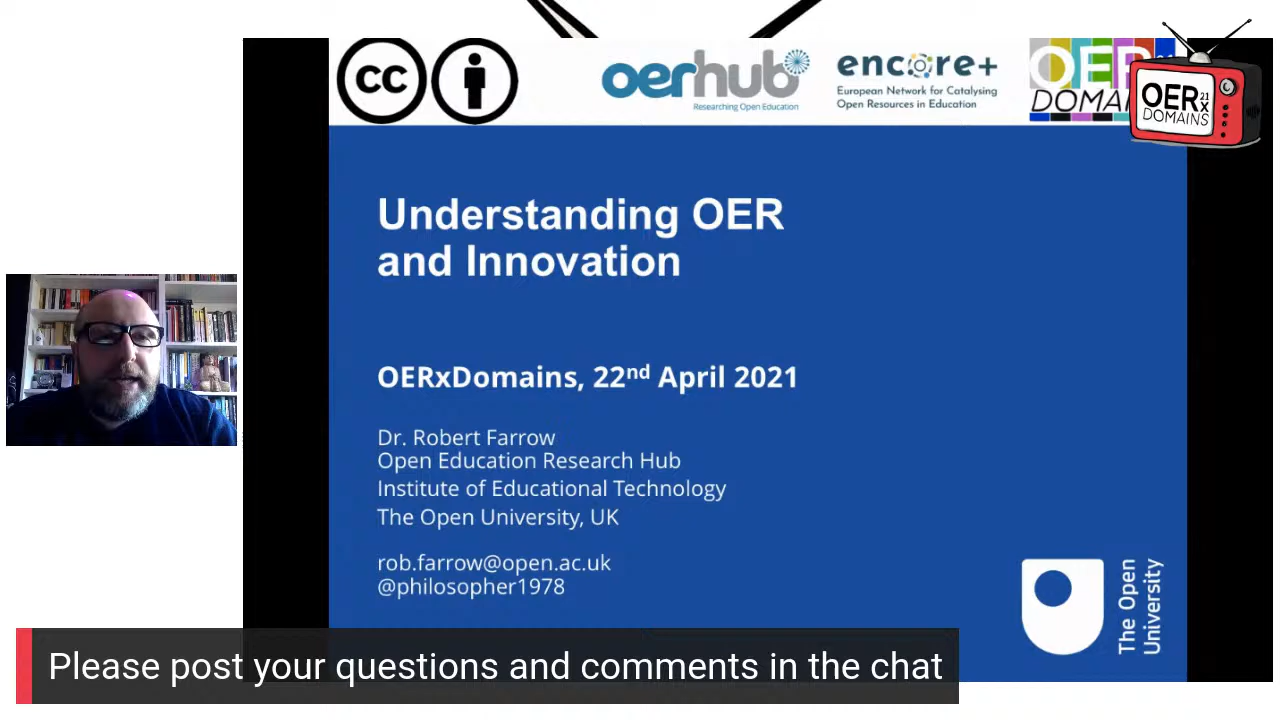 cc
oerhub
Researching Open Education
encore+
European Network for Catalysing
Open Resources in Education
OER
DOMA
OER
21
x
DOMAINS
Understanding OER
and Innovation
OERxDomains, 22nd April 2021
Dr. Robert Farrow
Open Education Research Hub
Institute of Educational Technology
The Open University, UK
rob.farrow@open.ac.uk
@philosopher1978
The Open
University
Please post your questions and comments in the chat